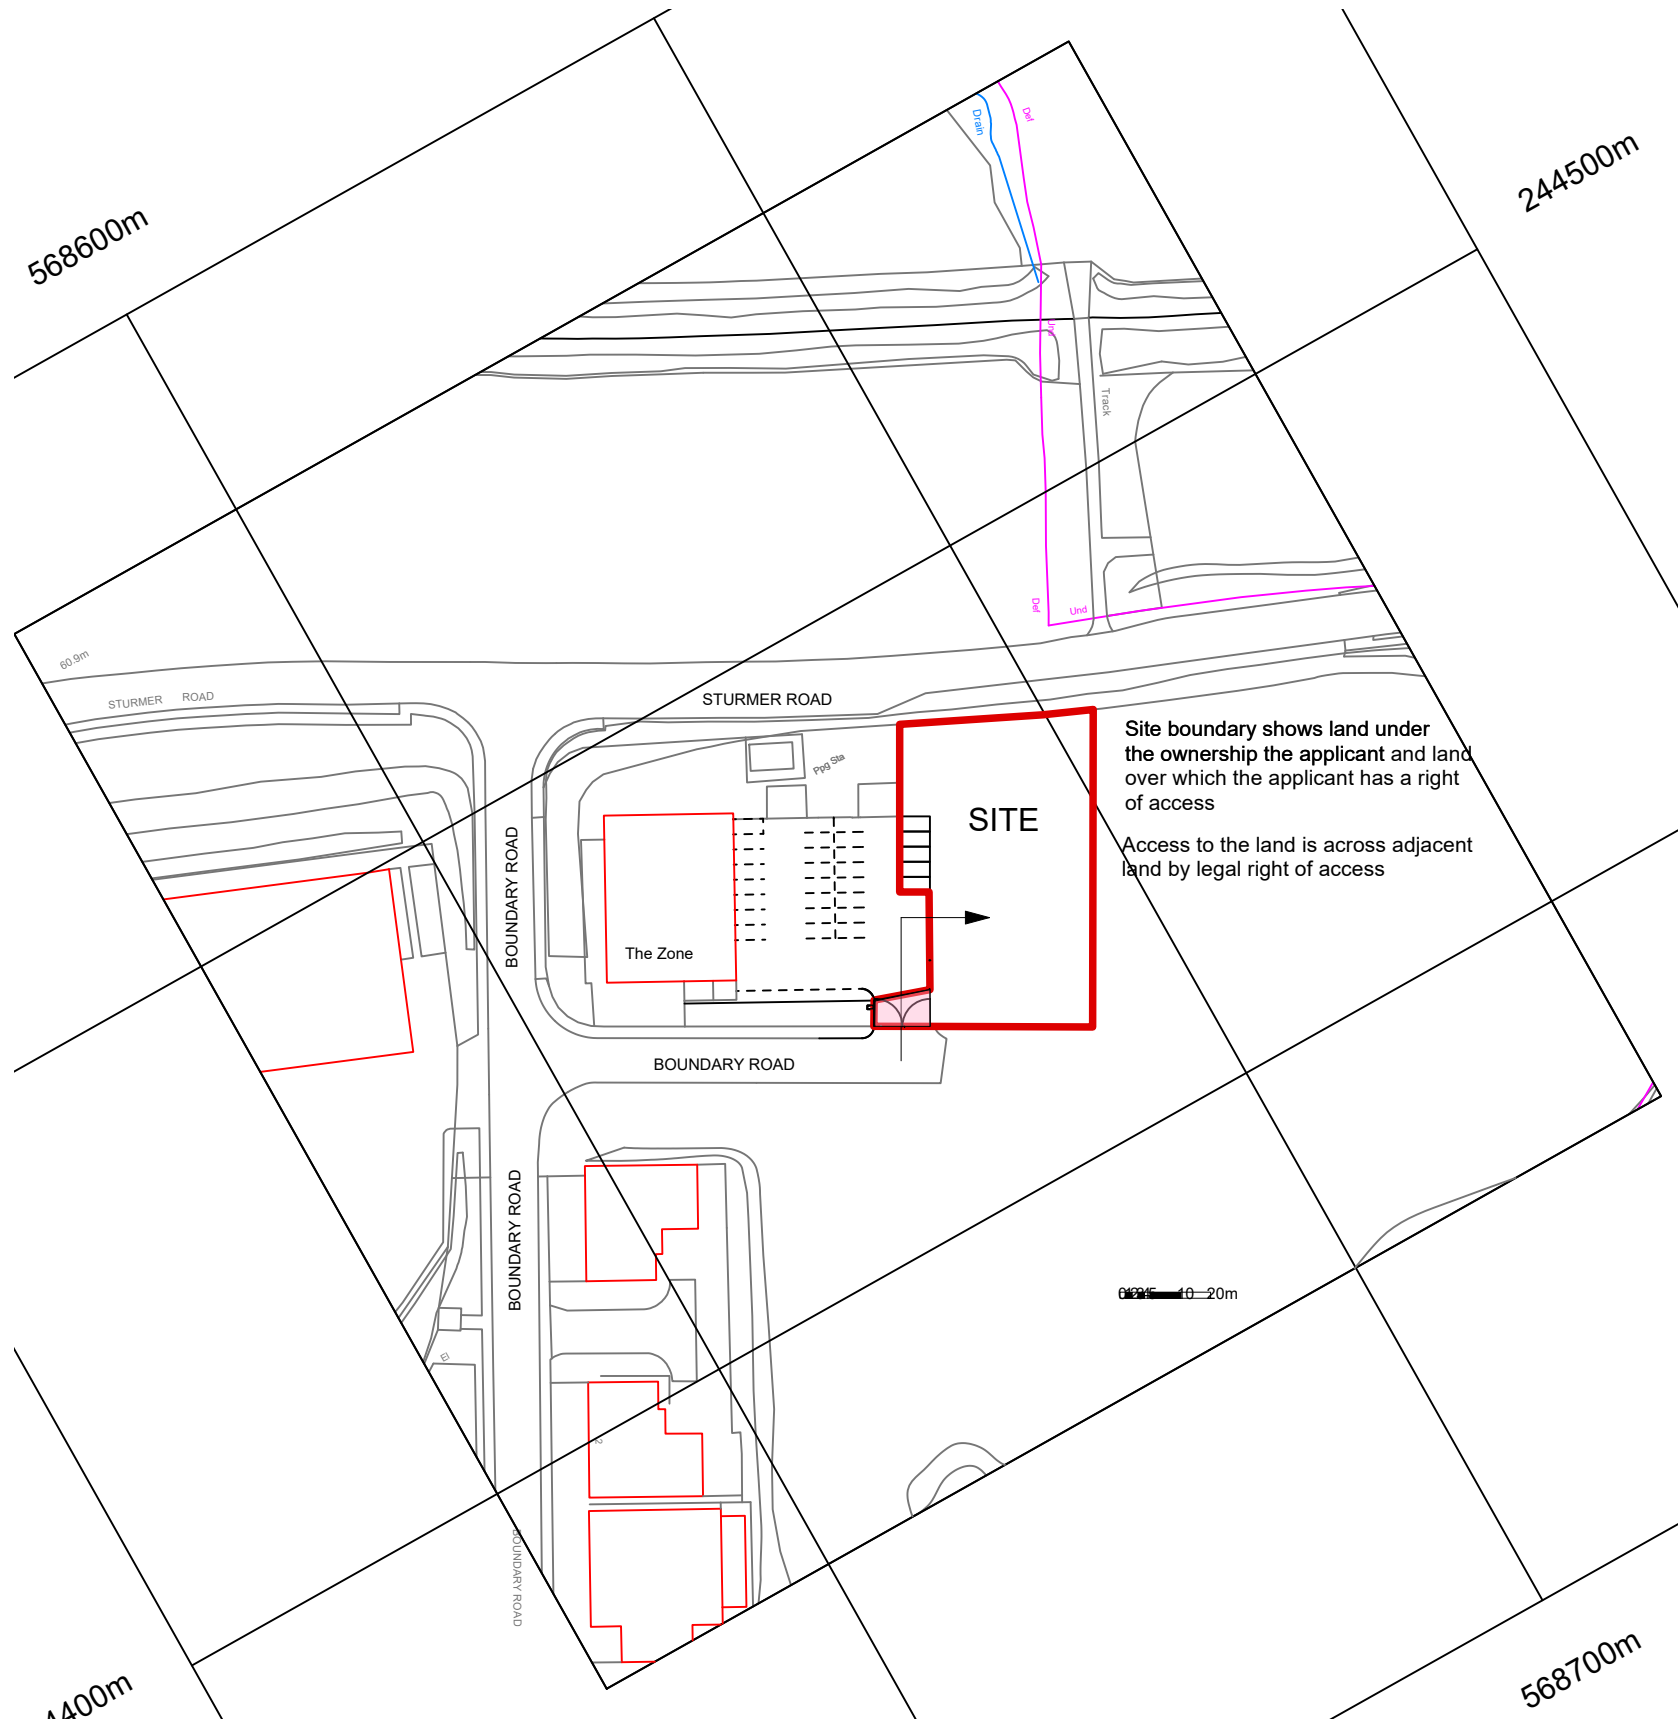 568600m
244500m
Drain
Def
Und
Track
Def
Und
60.9m
STURMER ROAD
STURMER ROAD
Ppg Sta
SITE
Site boundary shows land under
the ownership the applicant and land
over which the applicant has a right
of access
Access to the land is across adjacent
land by legal right of access
BOUNDARY ROAD
The Zone
BOUNDARY ROAD
BOUNDARY ROAD
10 20m
El
2
BOUNDARY ROAD
4400m
568700m